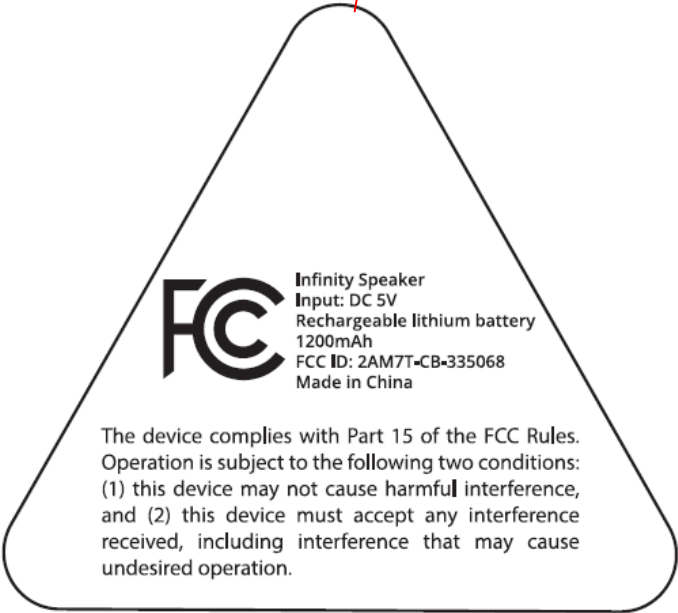 FC
Infinity Speaker
Input: DC 5V
Rechargeable lithium battery
1200mAh
FCC ID: 2AM7T-CB-335068
Made in China
The device complies with Part 15 of the FCC Rules.
Operation is subject to the following two conditions:
(1) this device may not cause harmful interference,
and (2) this device must accept any interference
received, including interference that may cause
undesired operation.